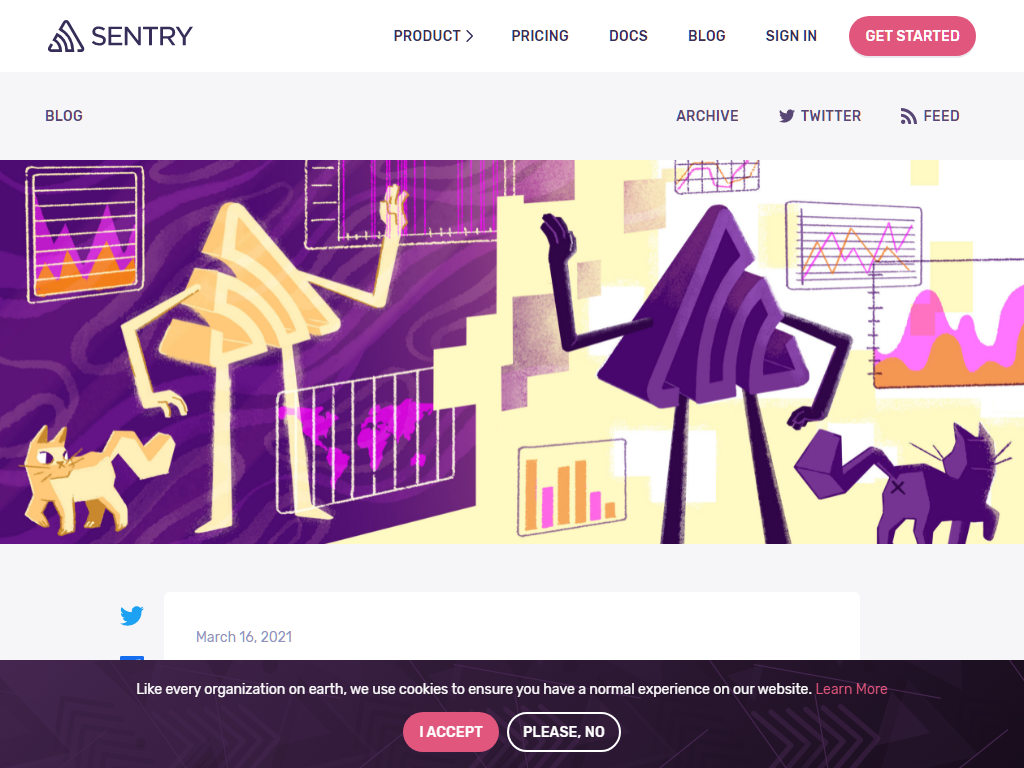 SENTRY
PRODUCT
PRICING
DOCS
BLOG
SIGN IN
GET STARTED
BLOG
ARCHIVE
TWITTER
FEED
March 16, 2021
Like every organization on earth, we use cookies to ensure you have a normal experience on our website. Learn More
I ACCEPT
PLEASE, NO